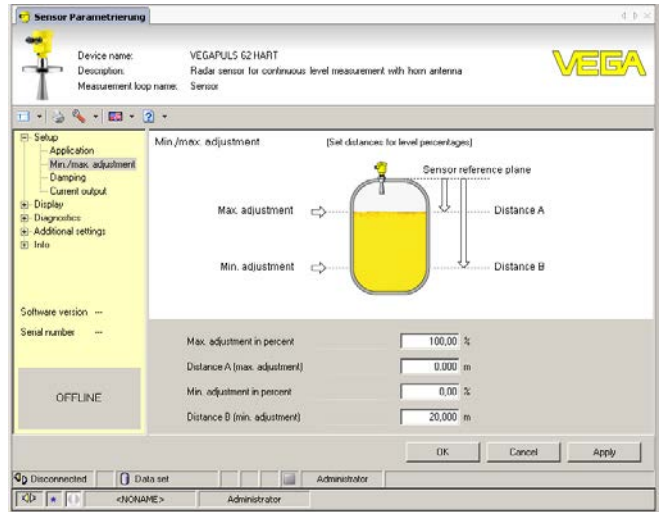 Sensor Parametrierung
Device name: VEGAPULS 62 HART
Description: Radar sensor for continuous level measurement with horn antenna
Measurement loop name: Sensor
VEGA
Setup
Application
Min./max. adjustment
Damping
Current output
Display
Diagnostics
Additional settings
Info
Software version ---
Serial number ---
OFFLINE
Min./max. adjustment (Set distances for level percentages)
Sensor reference plane
Max. adjustment
Distance A
Min. adjustment
Distance B
Max. adjustment in percent 100,00 %
Distance A (max. adjustment) 0.000 m
Min. adjustment in percent 0,00 %
Distance B (min. adjustment) 20,000 m
OK Cancel Apply
Disconnected Data set Administrator
<NONAME> Administrator